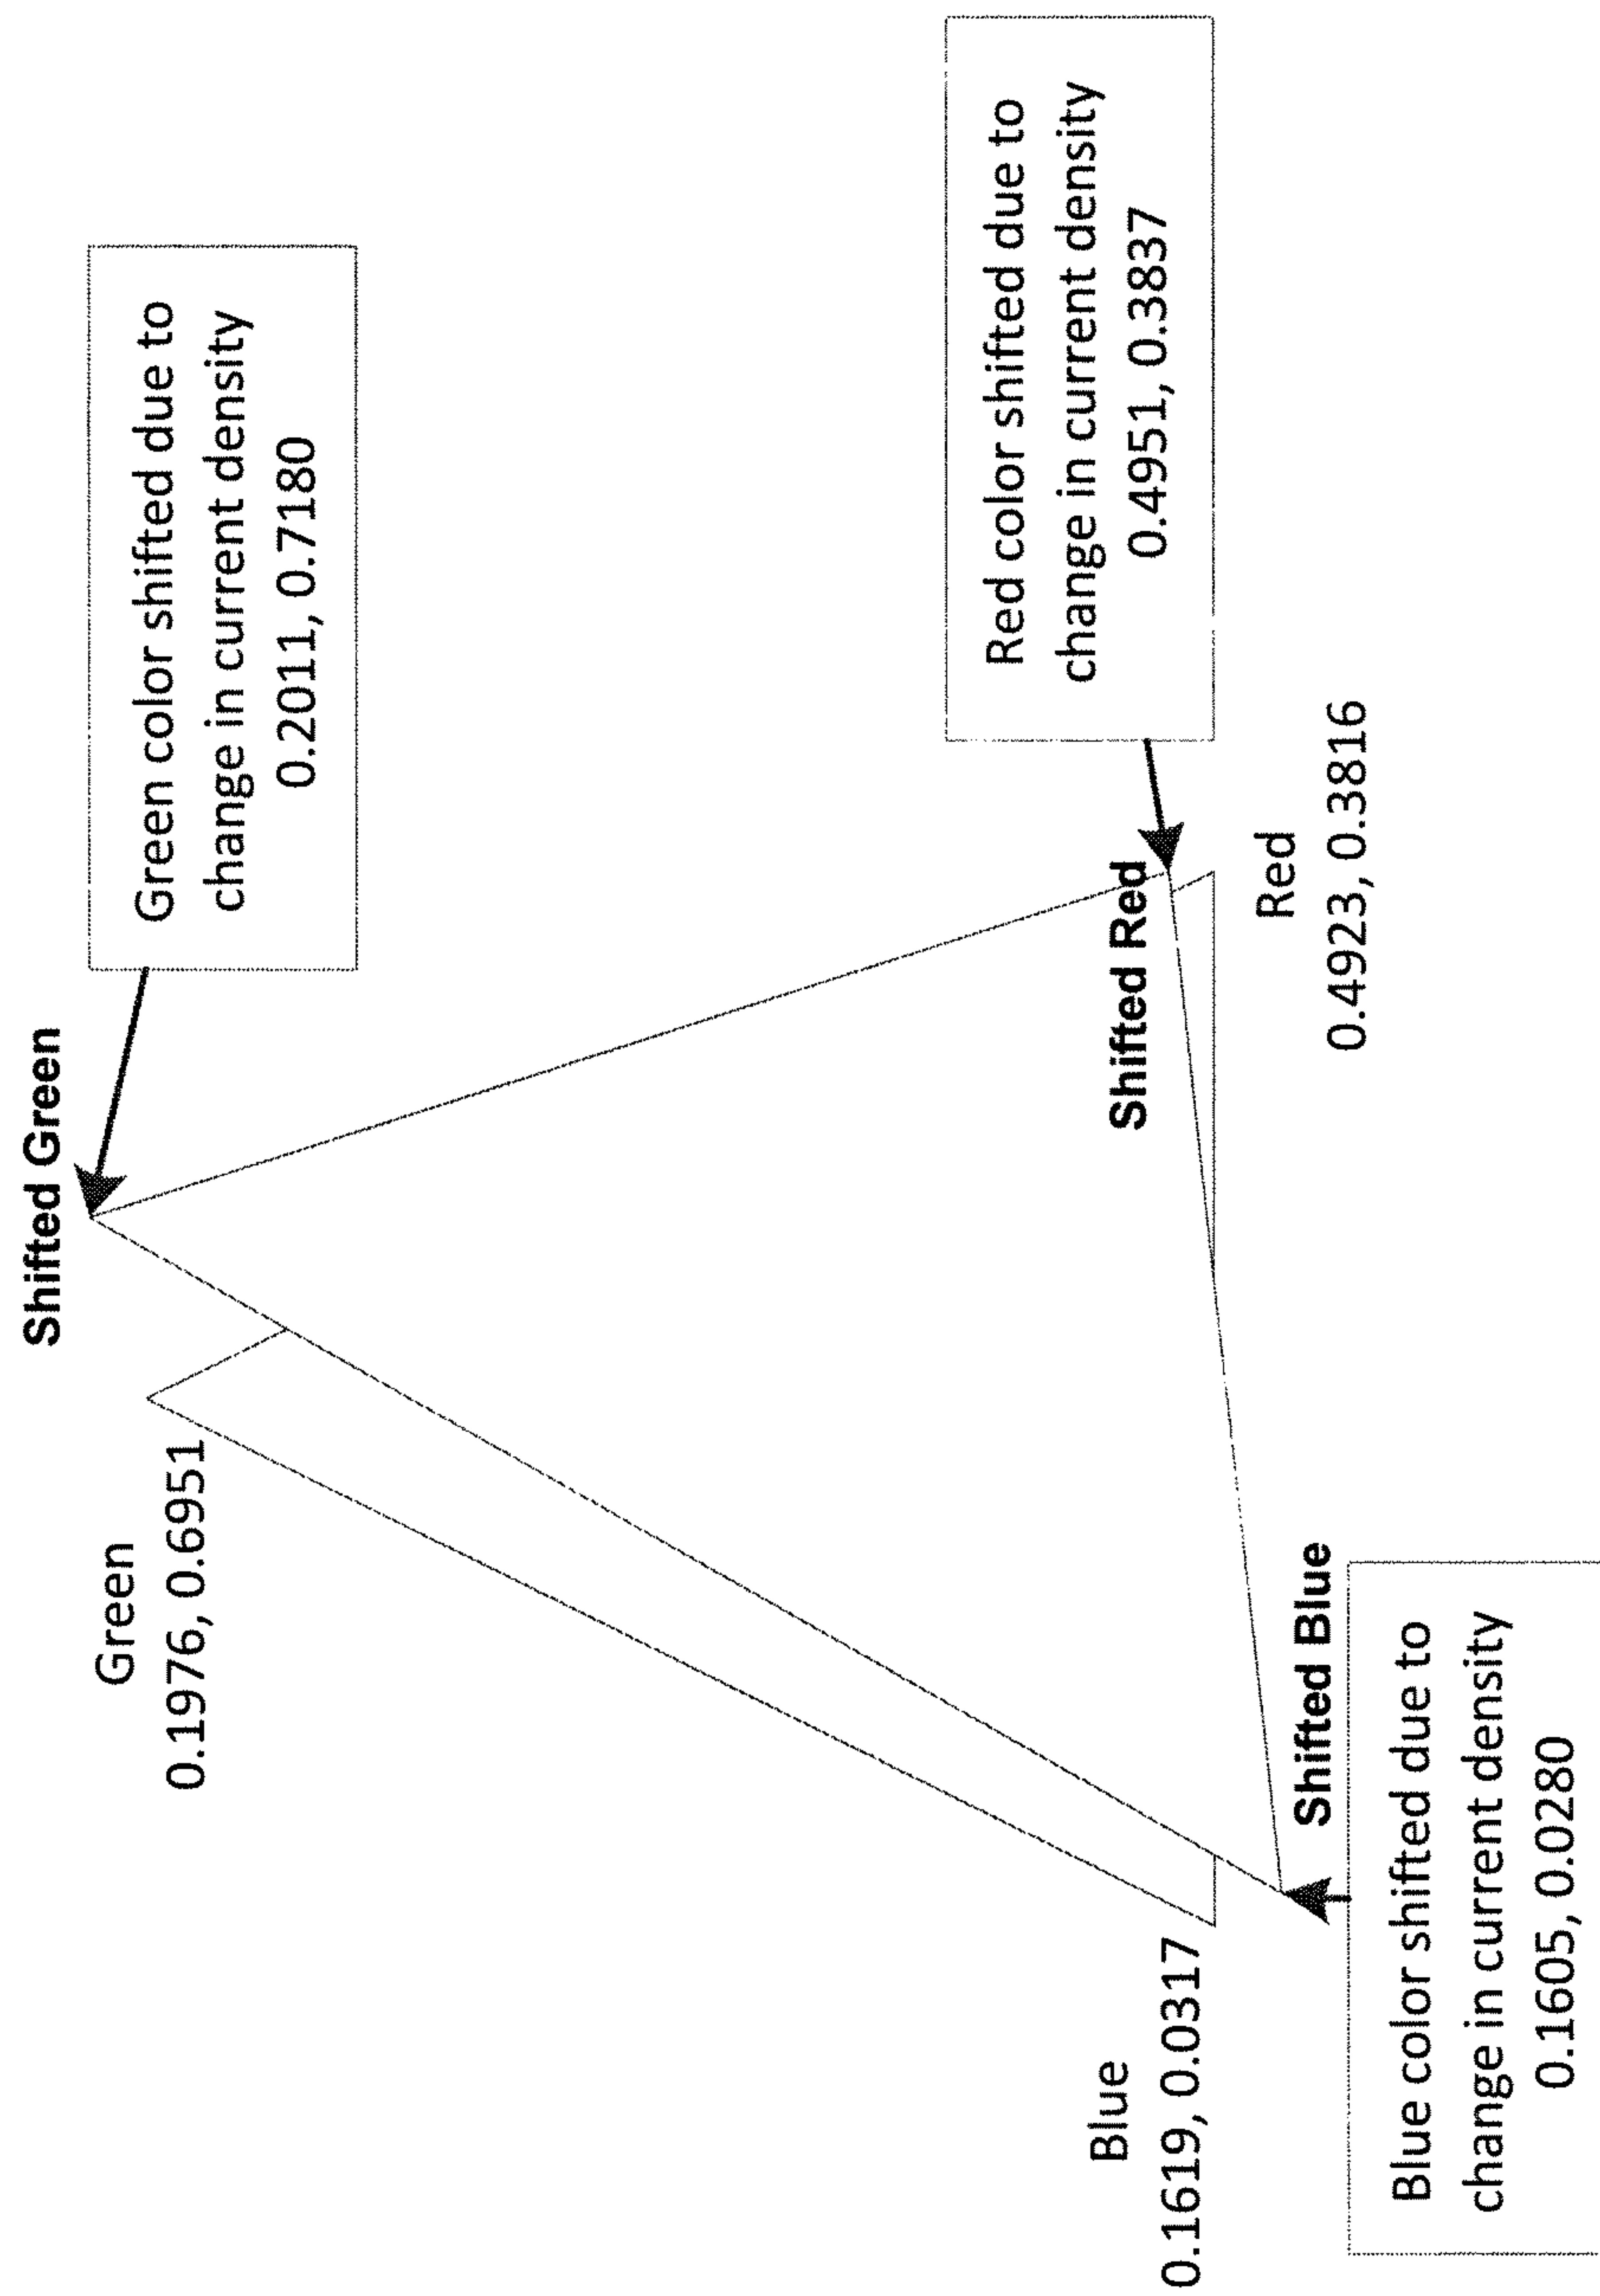 Shifted Green
Green color shifted due to
change in current density
0.2011, 0.7180
Green
0.1976, 0.6951
Red color shifted due to
change in current density
0.4951, 0.3837
Shifted Red
Red
0.4923, 0.3816
Blue
0.1619, 0.0317
Shifted Blue
Blue color shifted due to
change in current density
0.1605, 0.0280